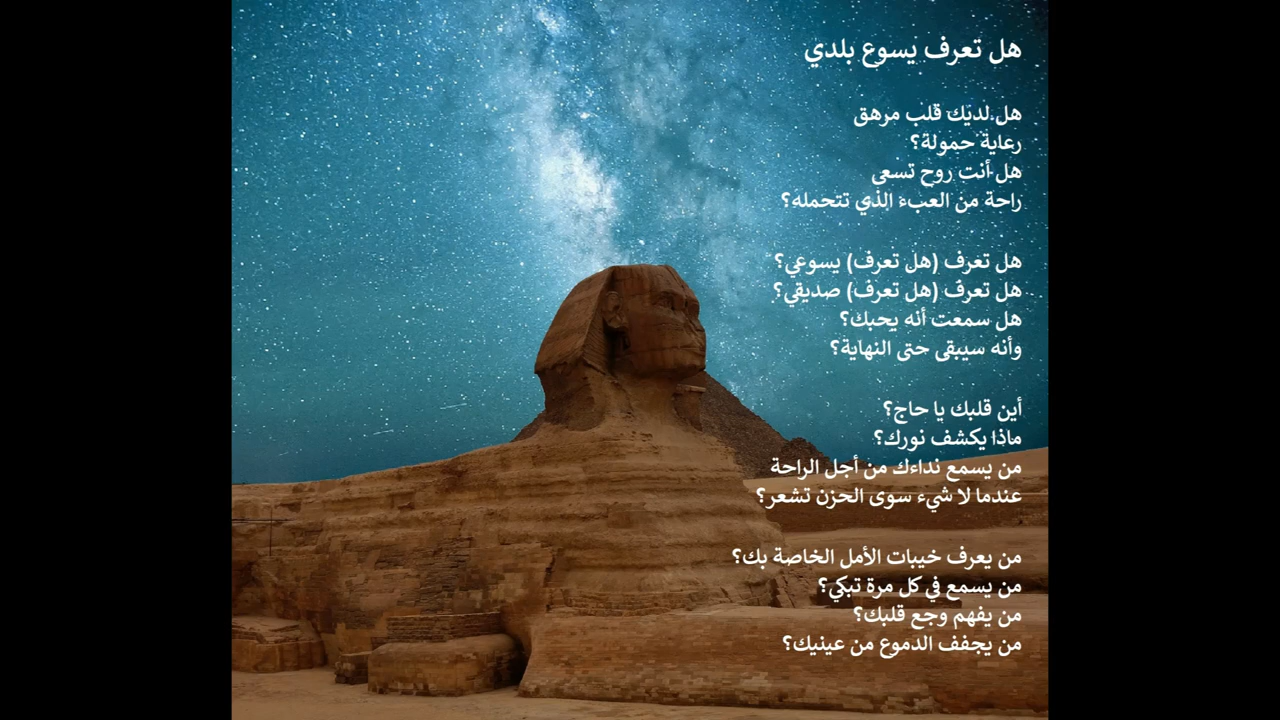 هل تعرف يسوع بلدي
هل لديك قلب مرهق
رعاية حمولة؟
هل أنت روح تسعى
راحة من العبء الذي تتحمله؟
هل تعرف (هل تعرف) يسوعي؟
هل تعرف (هل تعرف) صديقي؟
هل سمعت أنه يحبك؟
وأنه سيبقى حتى النهاية؟
أين قلبك يا حاج؟
ماذا يكشف نورك؟
من يسمع نداءك من أجل الراحة
عندما لا شيء سوى الحزن تشعر؟
من يعرف خيبات الأمل الخاصة بك؟
من يسمع في كل مرة تبكي؟
من يفهم وجع قلبك؟
من يجفف الدموع من عينيك؟